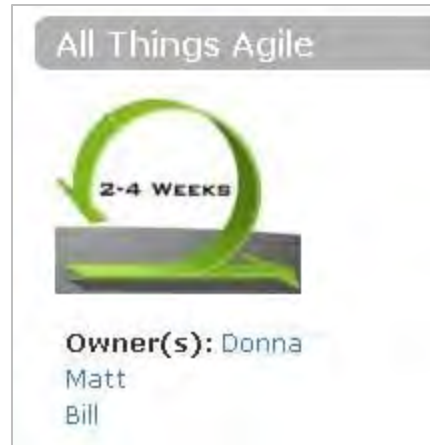 All Things Agile
2-4 WEEKS
Owner(s): Donna
Matt
Bill